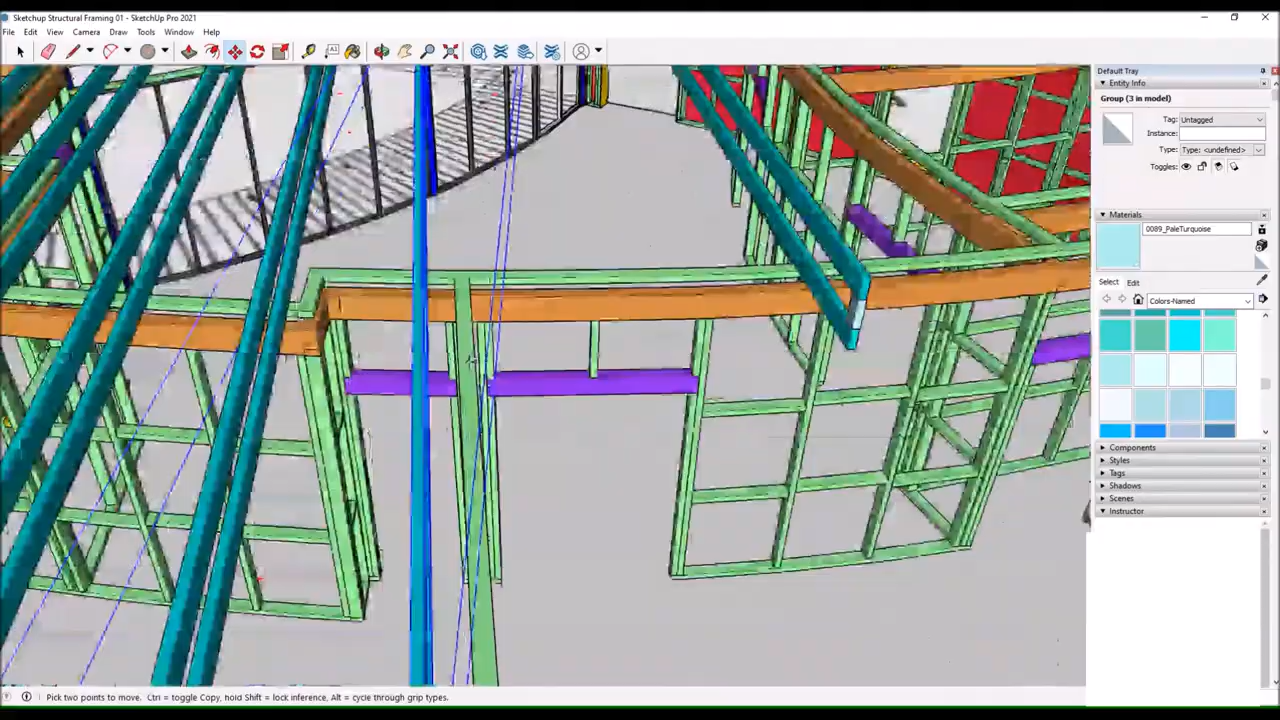 Sketchup Structural Framing 01 - SketchUp Pro 2021
File Edit View Camera Draw Tools Window Help
Default Tray
Entity Info
Group (3 in model)
Tag: Untagged
Instance:
Type: Type: <undefined>
Toggles:
Materials
0089_PaleTurquoise
Select Edit
Colors-Named
Components
Styles
Tags
Shadows
Scenes
Instructor
Pick two points to move. Ctrl = toggle Copy, hold Shift = lock inference, Alt = cycle through grip types.